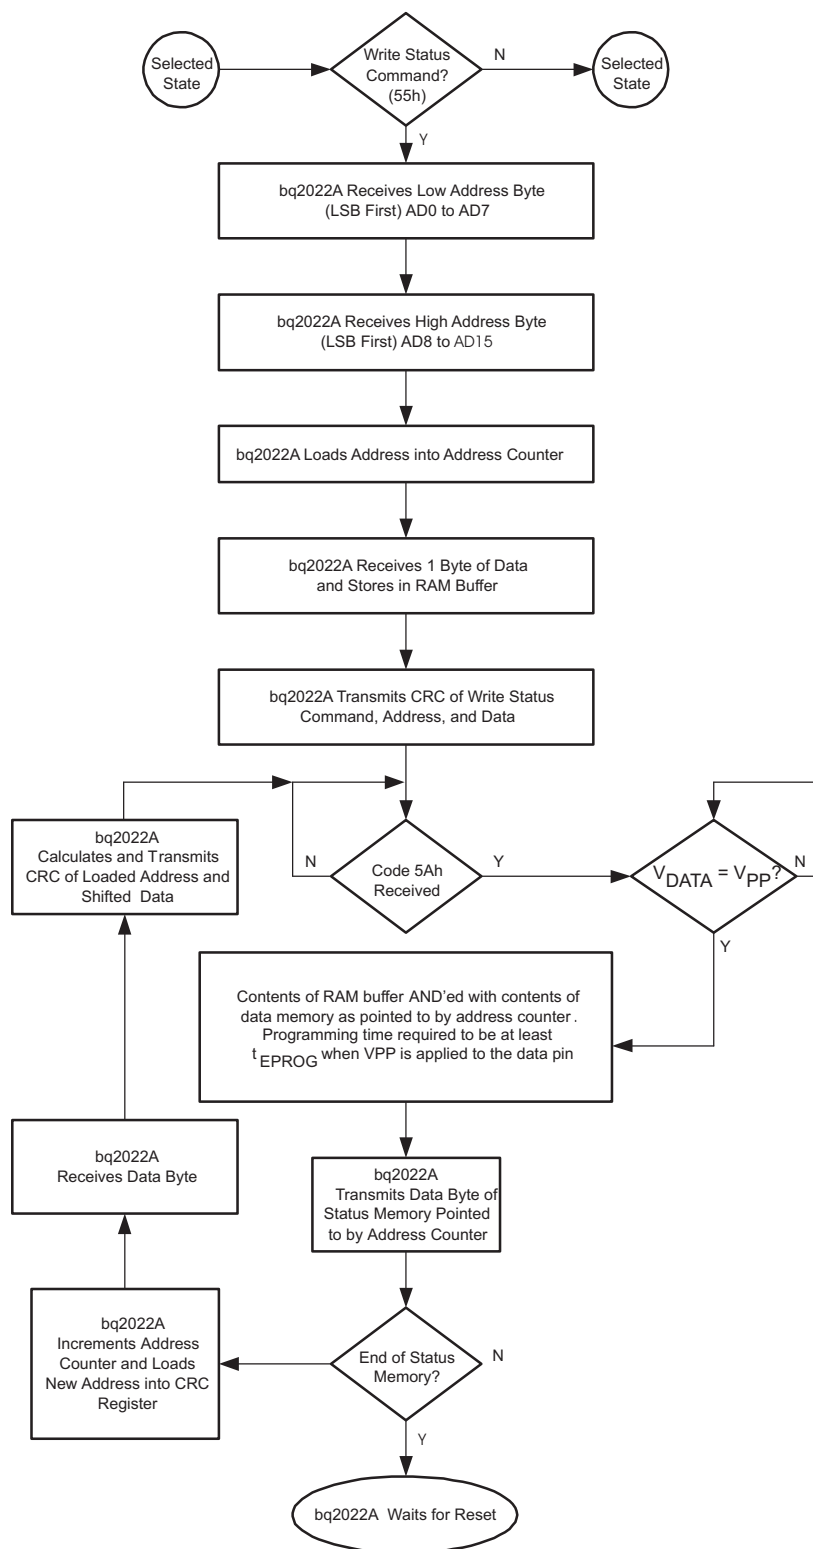 Selected
State
Write Status
Command?
(55h)
N
Selected
State
Y
bq2022A Receives Low Address Byte
(LSB First) AD0 to AD7
bq2022A Receives High Address Byte
(LSB First) AD8 to AD15
bq2022A Loads Address into Address Counter
bq2022A Receives 1 Byte of Data
and Stores in RAM Buffer
bq2022A Transmits CRC of Write Status
Command, Address, and Data
bq2022A
Calculates and Transmits
CRC of Loaded Address and
Shifted Data
N
Code 5Ah
Received
Y
VDATA = VPP?
N
Y
Contents of RAM buffer AND'ed with contents of
data memory as pointed to by address counter.
Programming time required to be at least
tEPROG when VPP is applied to the data pin
bq2022A
Receives Data Byte
bq2022A
Transmits Data Byte of
Status Memory Pointed
to by Address Counter
bq2022A
Increments Address
Counter and Loads
New Address into CRC
Register
End of Status
Memory?
N
Y
bq2022A Waits for Reset